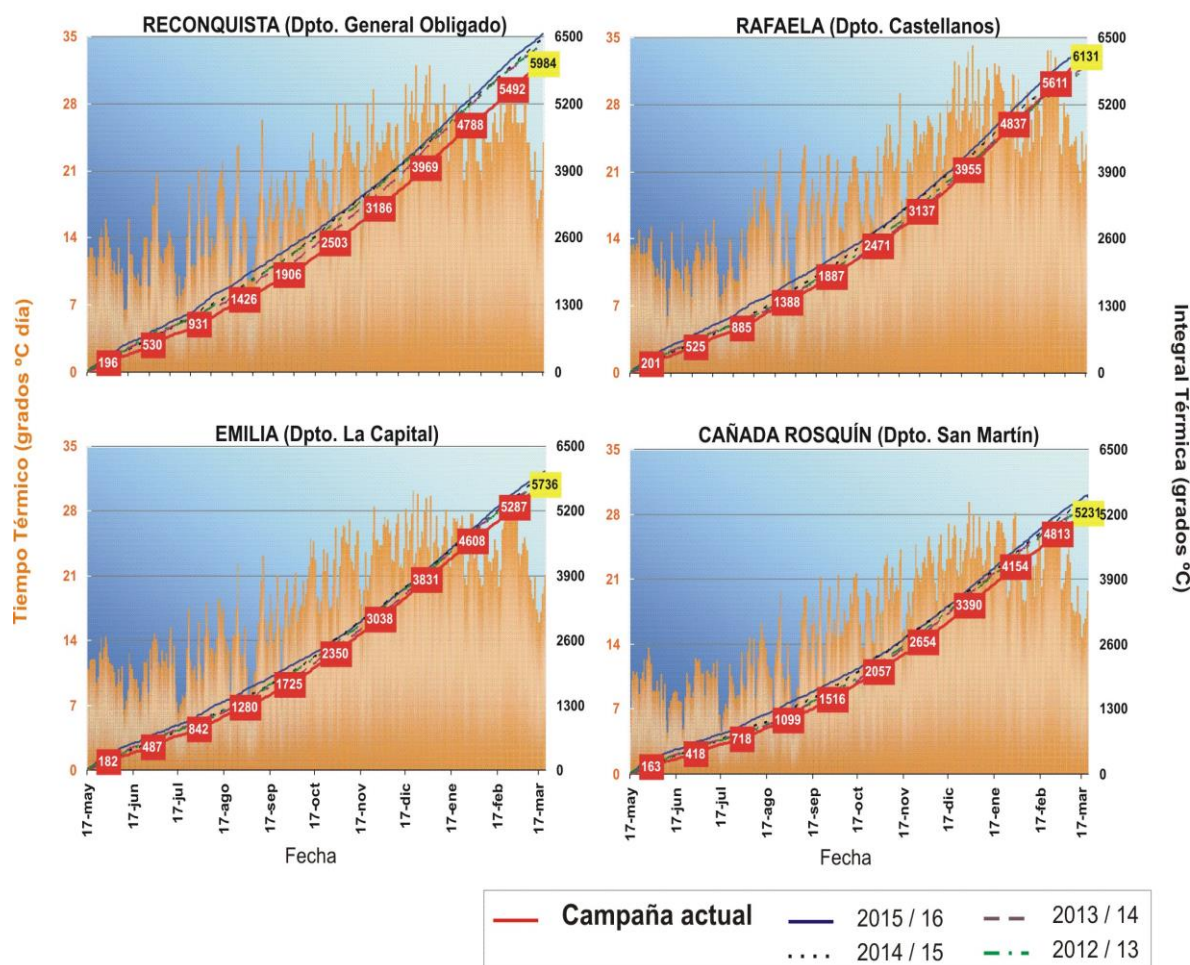 RECONQUISTA (Dpto. General Obligado)
35
28
21
14
7
0
6500
5200
3900
2600
1300
0
196
530
931
1426
1906
2503
3186
3969
4788
5492
5984
RAFAELA (Dpto. Castellanos)
35
28
21
14
7
0
6500
5200
3900
2600
1300
0
201
525
885
1388
1887
2471
3137
3955
4837
5611
6131
Tiempo Térmico (grados ºC día)
Integral Térmica (grados ºC)
EMILIA (Dpto. La Capital)
35
28
21
14
7
0
6500
5200
3900
2600
1300
0
182
487
842
1280
1725
2350
3038
3831
4608
5287
5736
17-may
17-jun
17-jul
17-ago
17-sep
17-oct
17-nov
17-dic
17-ene
17-feb
17-mar
Fecha
CAÑADA ROSQUÍN (Dpto. San Martín)
35
28
21
14
7
0
6500
5200
3900
2600
1300
0
163
418
718
1099
1516
2057
2654
3390
4154
4813
5231
17-may
17-jun
17-jul
17-ago
17-sep
17-oct
17-nov
17-dic
17-ene
17-feb
17-mar
Fecha
Campaña actual
2015 / 16
2013 / 14
2014 / 15
2012 / 13